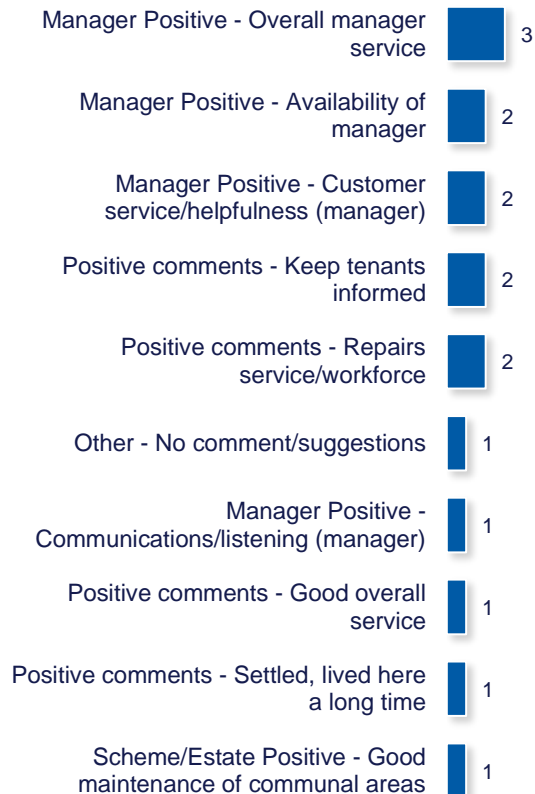 Manager Positive - Overall manager
service
3
Manager Positive - Availability of
manager
2
Manager Positive - Customer
service/helpfulness (manager)
2
Positive comments - Keep tenants
informed
2
Positive comments - Repairs
service/workforce
2
Other - No comment/suggestions
1
Manager Positive -
Communications/listening (manager)
1
Positive comments - Good overall
service
1
Positive comments - Settled, lived here
a long time
1
Scheme/Estate Positive - Good
maintenance of communal areas
1